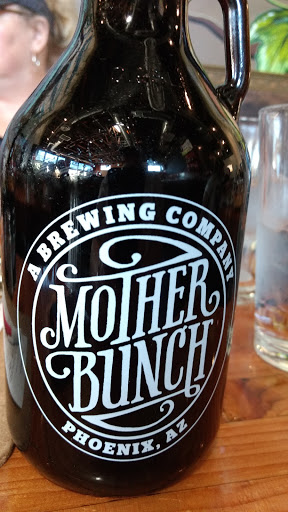 A BREWING COMPANY
MOTHER
BUNCH
PHOENIX, AZ